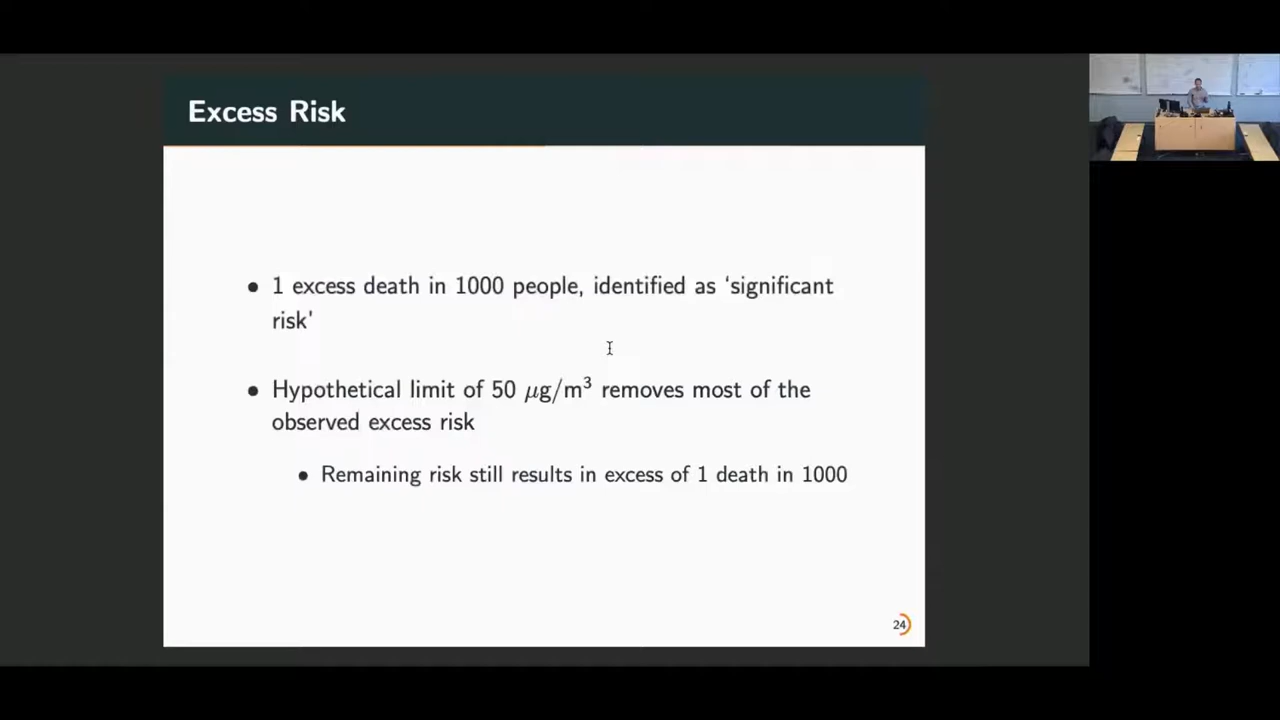 Excess Risk
• 1 excess death in 1000 people, identified as ‘significant
risk’
• Hypothetical limit of 50 μg/m³ removes most of the
observed excess risk
• Remaining risk still results in excess of 1 death in 1000
24